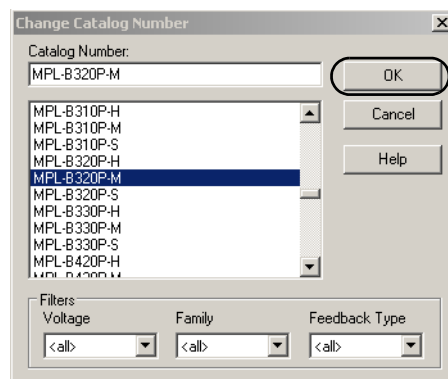 Change Catalog Number
Catalog Number:
MPL-B320P-M
OK
MPL-B310P-H
MPL-B310P-M
MPL-B310P-S
MPL-B320P-H
MPL-B320P-M
MPL-B320P-S
MPL-B330P-H
MPL-B330P-M
MPL-B330P-S
MPL-B420P-H
MPL-B420P-M
Cancel
Help
Filters
Voltage
Family
Feedback Type
<all>
<all>
<all>